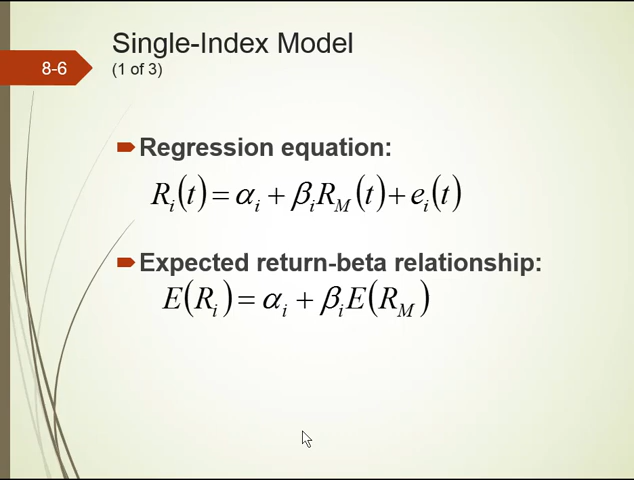 Single-Index Model
8-6
(1 of 3)
Regression equation:
R_i(t) = α_i + β_i R_M(t) + e_i(t)
Expected return-beta relationship:
E(R_i) = α_i + β_i E(R_M)